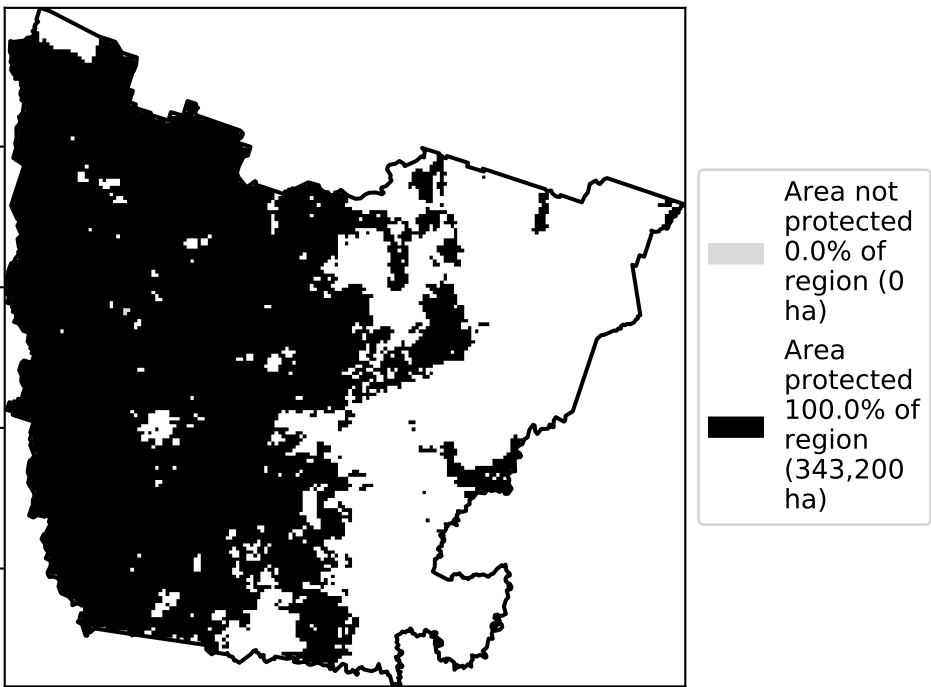 Area not
protected
0.0% of
region (0
ha)
Area
protected
100.0% of
region
(343,200
ha)